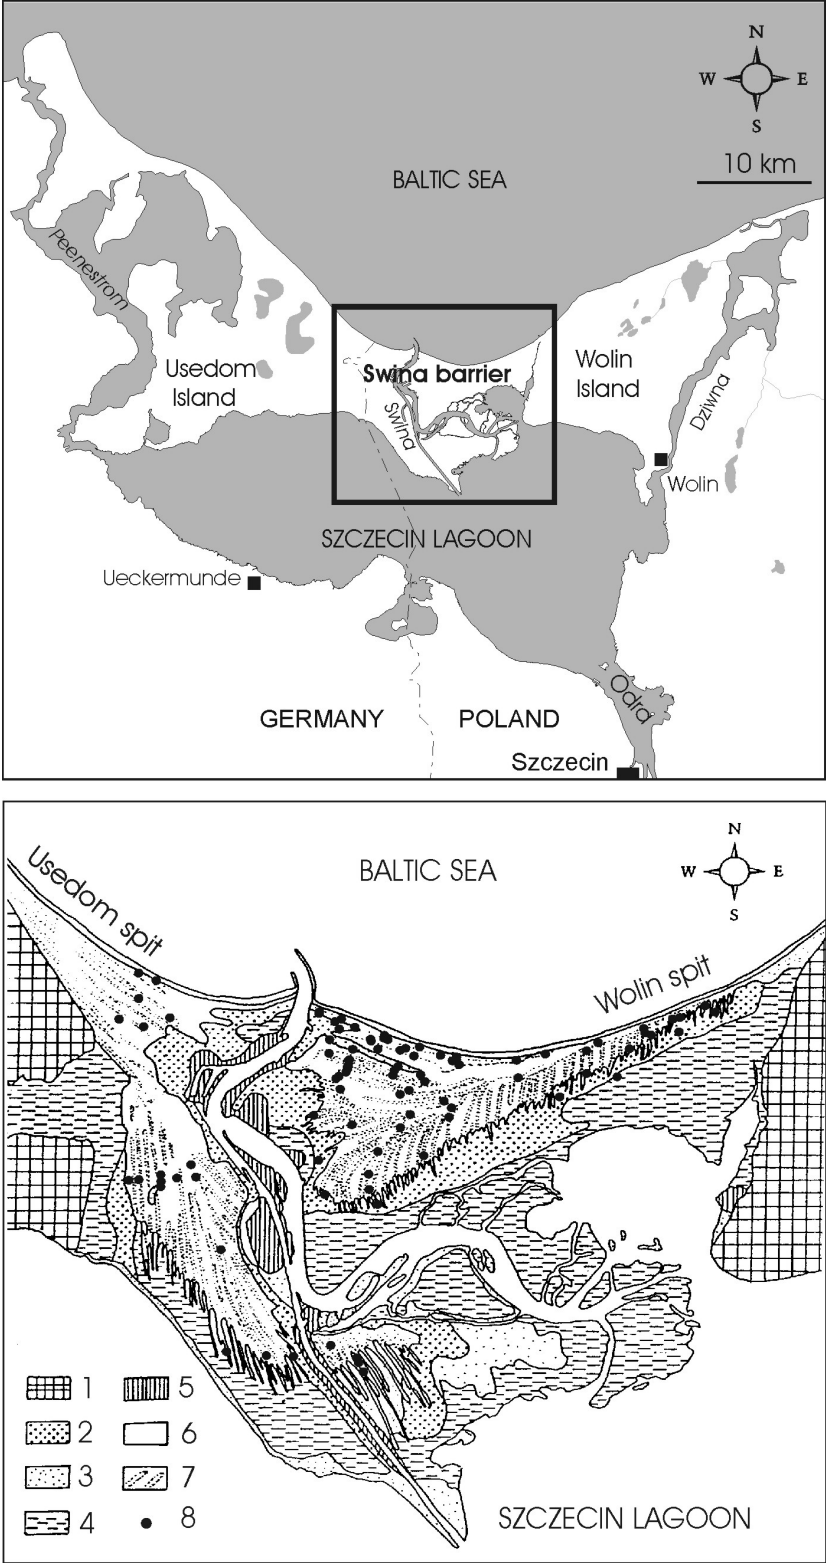 N
W E
S
10 km
BALTIC SEA
Peenestrom
Usedom
Island
Wolin
Island
Swina barrier
Swina
Dziwna
Wolin
SZCZECIN LAGOON
Ueckermunde
Odra
GERMANY POLAND
Szczecin
Usedom spit
BALTIC SEA
N
W E
S
Wolin spit
1 5
2 6
3 7
4 8
SZCZECIN LAGOON